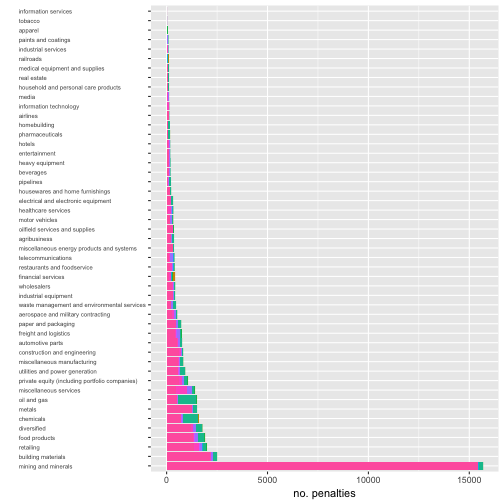 information services
tobacco
apparel
paints and coatings
industrial services
railroads
medical equipment and supplies
real estate
household and personal care products
media
information technology
airlines
homebuilding
pharmaceuticals
hotels
entertainment
heavy equipment
beverages
pipelines
housewares and home furnishings
electrical and electronic equipment
healthcare services
motor vehicles
oilfield services and supplies
agribusiness
miscellaneous energy products and systems
telecommunications
restaurants and foodservice
financial services
wholesalers
industrial equipment
waste management and environmental services
aerospace and military contracting
paper and packaging
freight and logistics
automotive parts
construction and engineering
miscellaneous manufacturing
utilities and power generation
private equity (including portfolio companies)
miscellaneous services
oil and gas
metals
chemicals
diversified
food products
retailing
building materials
mining and minerals
0 5000 10000 15000
no. penalties